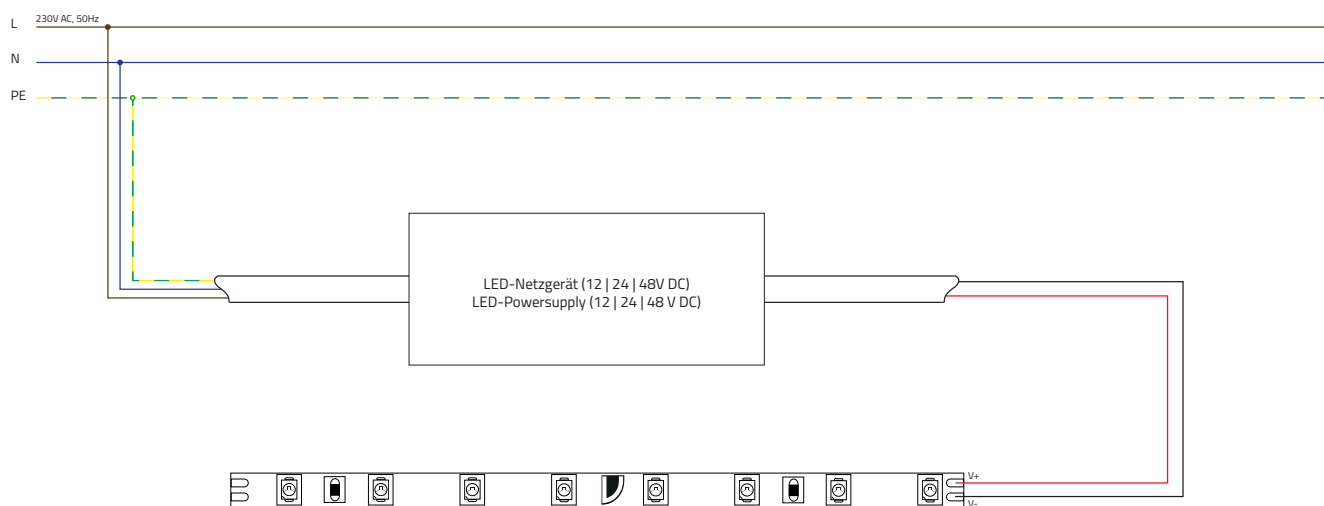 L
230V AC, 50Hz
N
PE
LED-Netzgerät (12 | 24 | 48V DC)
LED-Powersupply (12 | 24 | 48 V DC)
V+
V-